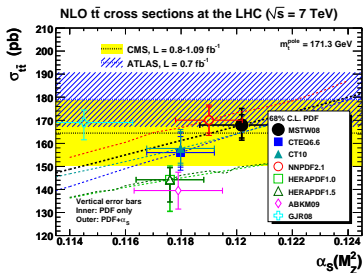 NLO tt̄ cross sections at the LHC (√s = 7 TeV)
σtt̄ (pb)
CMS, L = 0.8-1.09 fb⁻¹
ATLAS, L = 0.7 fb⁻¹
mₜᵖᵒˡᵉ = 171.3 GeV
220
210
200
190
180
170
160
150
140
130
68% C.L. PDF
MSTW08
CTEQ6.6
CT10
NNPDF2.1
HERAPDF1.0
HERAPDF1.5
ABKM09
GJR08
Vertical error bars
Inner: PDF only
Outer: PDF+αS
0.114 0.116 0.118 0.12 0.122 0.124
αS(M²Z)